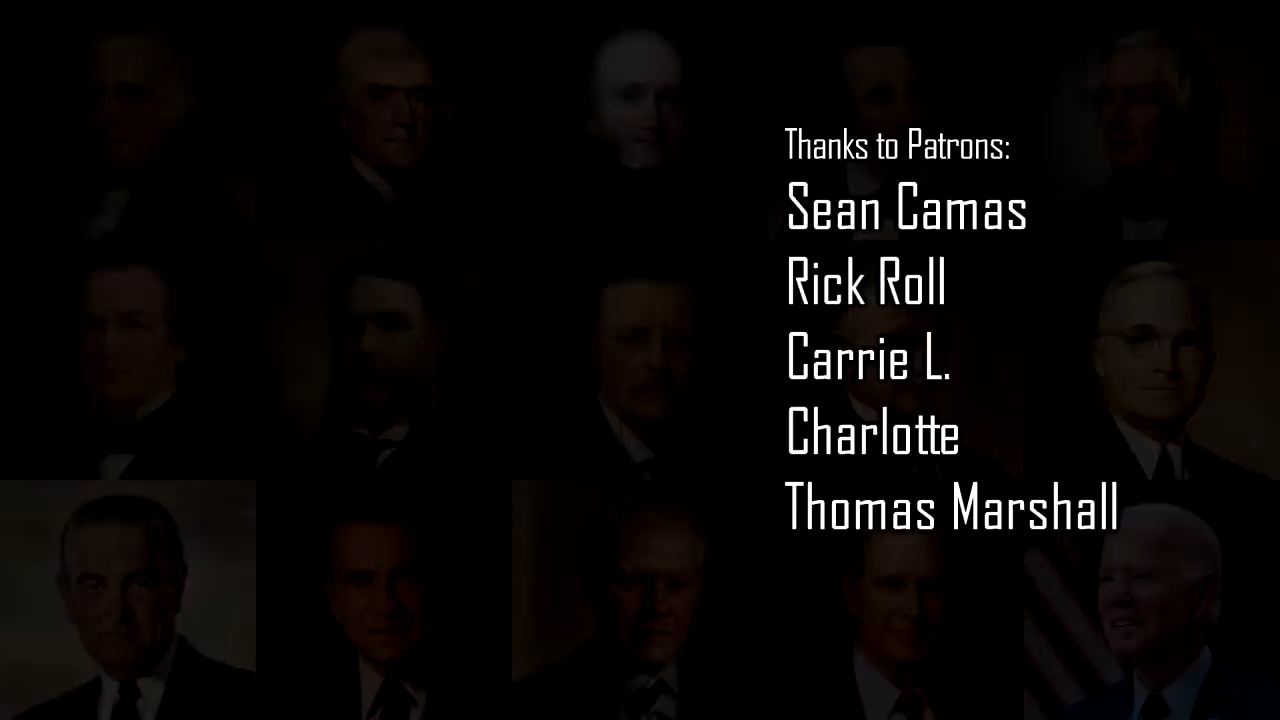 Thanks to Patrons:
Sean Camas
Rick Roll
Carrie L.
Charlotte
Thomas Marshall